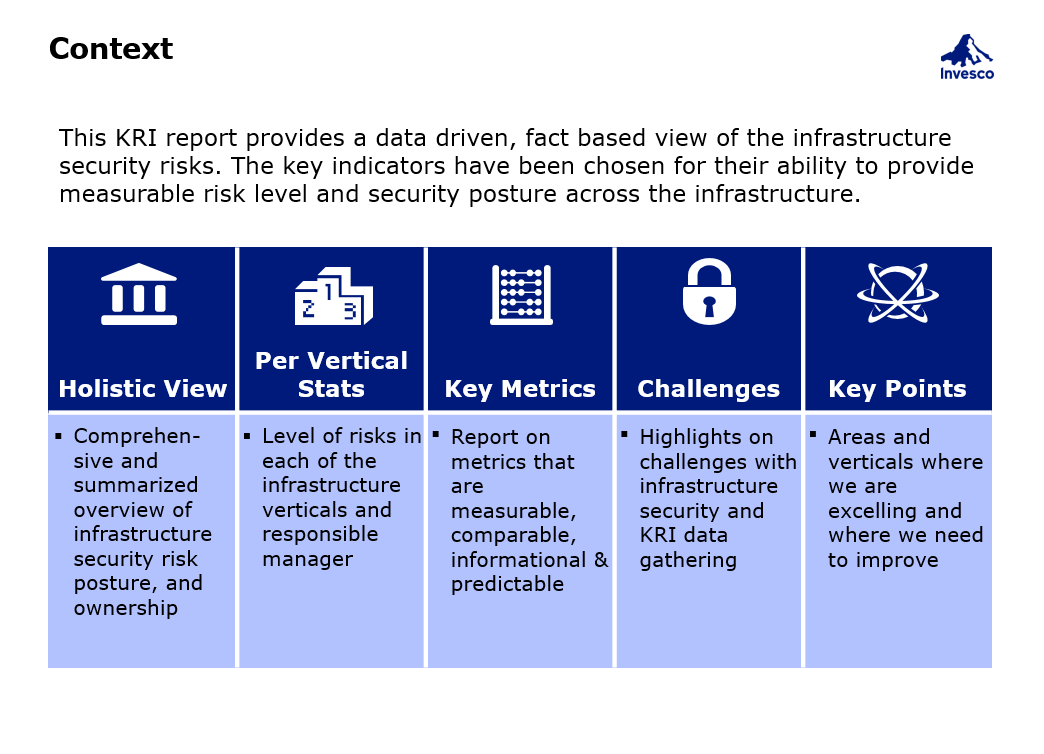 Context
Invesco
This KRI report provides a data driven, fact based view of the infrastructure
security risks. The key indicators have been chosen for their ability to provide
measurable risk level and security posture across the infrastructure.
Holistic View
▪ Comprehen-
sive and
summarized
overview of
infrastructure
security risk
posture, and
ownership
1
2 3
Per Vertical
Stats
▪ Level of risks in
each of the
infrastructure
verticals and
responsible
manager
Key Metrics
▪ Report on
metrics that
are
measurable,
comparable,
informational &
predictable
Challenges
▪ Highlights on
challenges with
infrastructure
security and
KRI data
gathering
Key Points
▪ Areas and
verticals where
we are
excelling and
where we need
to improve